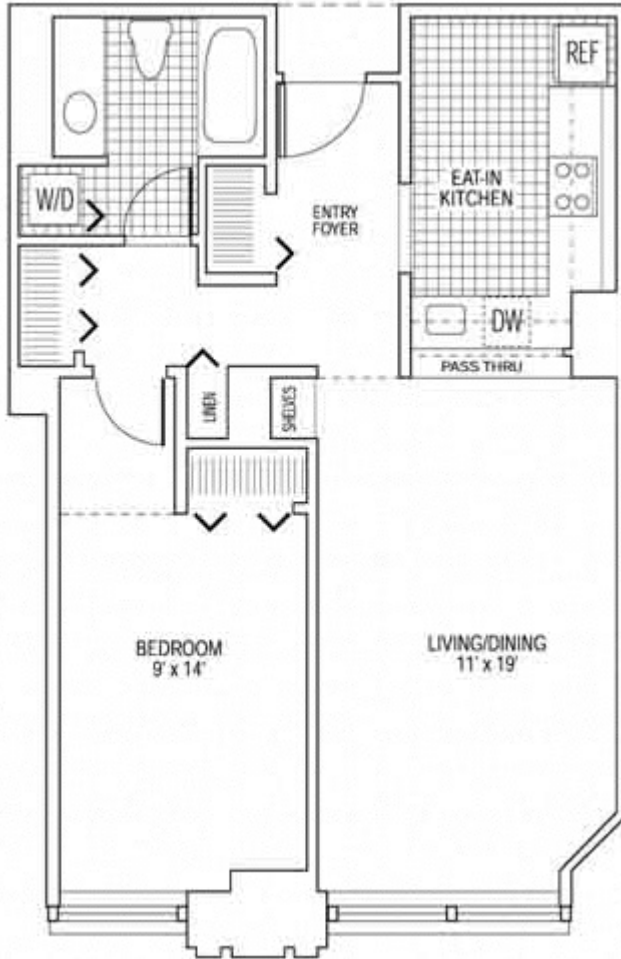 REF
W/D
EAT-IN
KITCHEN
ENTRY
FOYER
DW
PASS THRU
LINEN
SHELVES
BEDROOM
9' x 14'
LIVING/DINING
11' x 19'